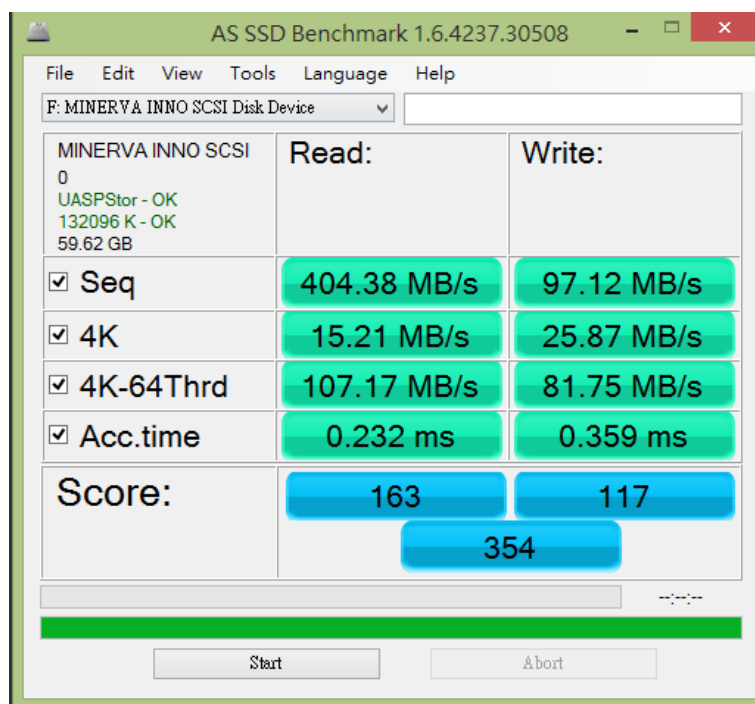 AS SSD Benchmark 1.6.4237.30508
File Edit View Tools Language Help
F: MINERVA INNO SCSI Disk Device
MINERVA INNO SCSI
0
UASPStor - OK
132096 K - OK
59.62 GB
Read:
Write:
Seq
404.38 MB/s
97.12 MB/s
4K
15.21 MB/s
25.87 MB/s
4K-64Thrd
107.17 MB/s
81.75 MB/s
Acc.time
0.232 ms
0.359 ms
Score:
163
117
354
--:--:--
Start
Abort